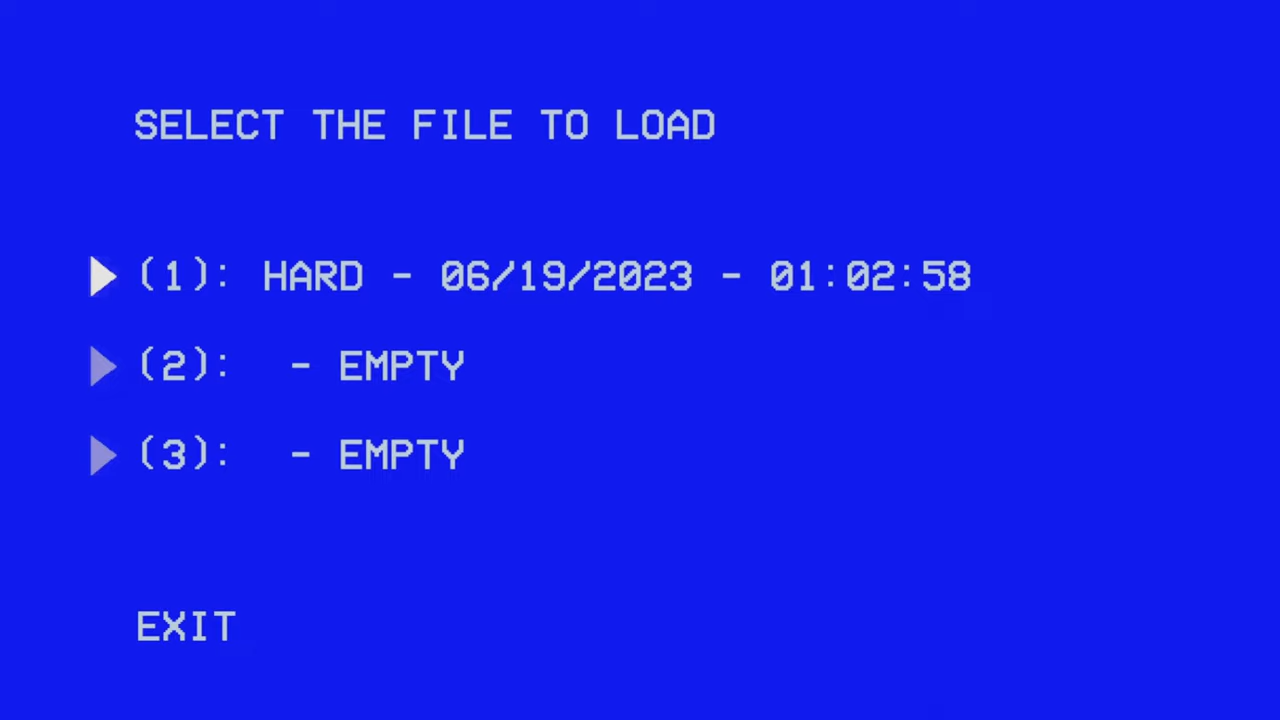 SELECT THE FILE TO LOAD
(1): HARD - 06/19/2023 - 01:02:58
(2): - EMPTY
(3): - EMPTY
EXIT